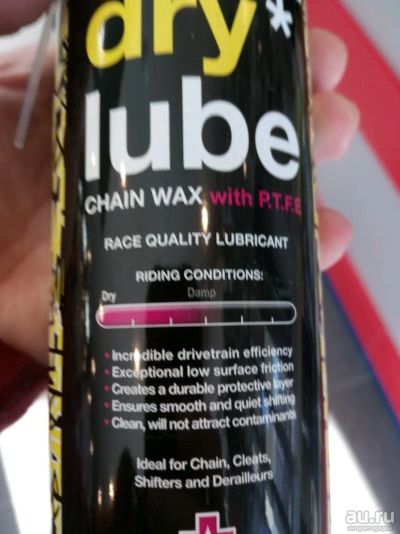 dry*
lube
CHAIN WAX with P.T.F.E
RACE QUALITY LUBRICANT
RIDING CONDITIONS:
Dry Damp
• Incredible drivetrain efficiency
• Exceptional low surface friction
• Creates a durable protective layer
• Ensures smooth and quiet shifting
• Clean, will not attract contaminants
Ideal for Chain, Cleats,
Shifters and Derailleurs
au.ru